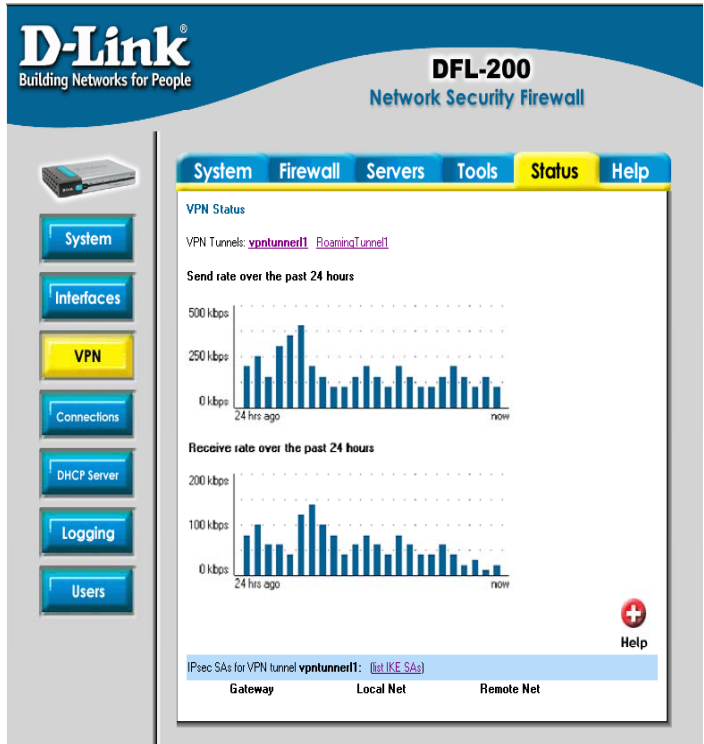 D-Link®
Building Networks for People
DFL-200
Network Security Firewall
System Firewall Servers Tools Status Help
System
Interfaces
VPN
Connections
DHCP Server
Logging
Users
VPN Status
VPN Tunnels: vpntunnerl1 RoamingTunnel1
Send rate over the past 24 hours
500 kbps
250 kbps
0 kbps
24 hrs ago now
Receive rate over the past 24 hours
200 kbps
100 kbps
0 kbps
24 hrs ago now
Help
IPsec SAs for VPN tunnel vpntunnerl1: (list IKE SAs)
Gateway Local Net Remote Net